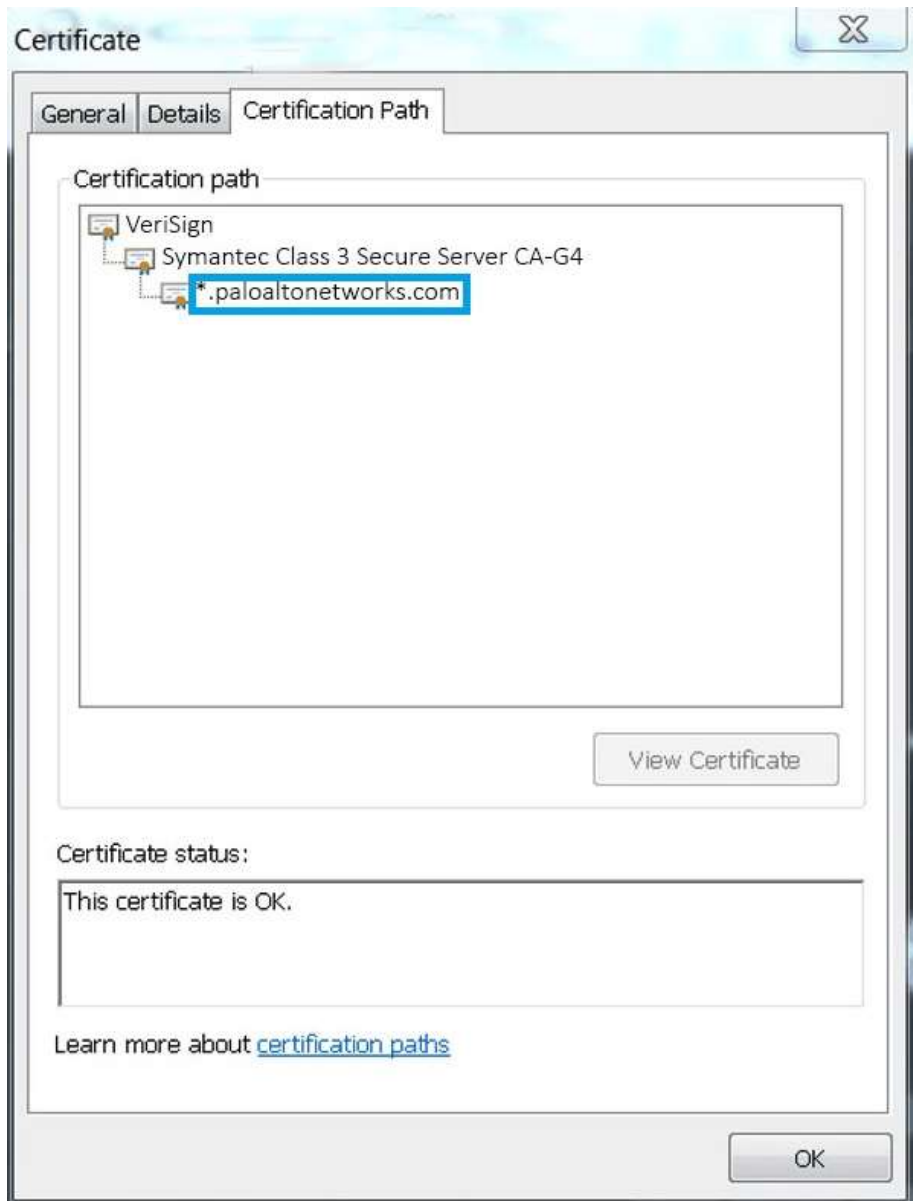 Certificate
General Details Certification Path
Certification path
VeriSign
Symantec Class 3 Secure Server CA-G4
*.paloaltonetworks.com
View Certificate
Certificate status:
This certificate is OK.
Learn more about certification paths
OK